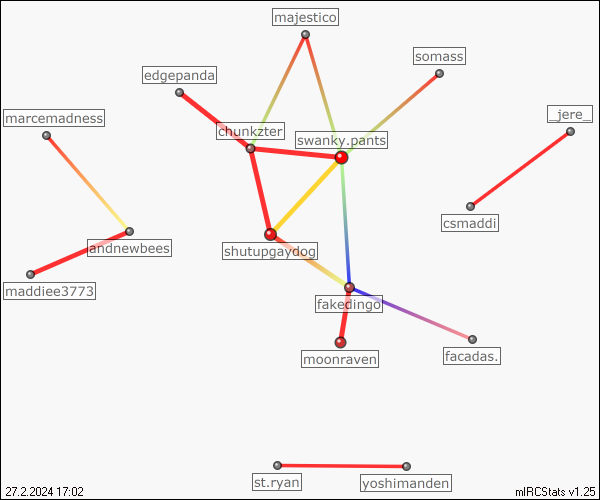 majestico
somass
edgepanda
marcemadness
_jere_
chunkzter
swanky.pants
csmaddi
andnewbees
shutupgaydog
maddiee3773
fakedingo
moonraven
facadas.
st.ryan
yoshimanden
27.2.2024 17:02
mIRCStats v1.25